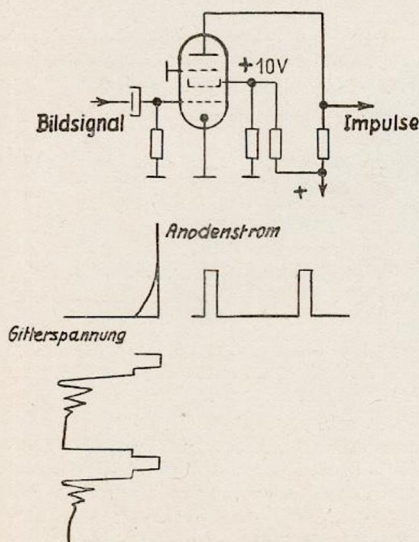 +10V
Bildsignal
Impulse
+
Anodenstrom
Gitterspannung